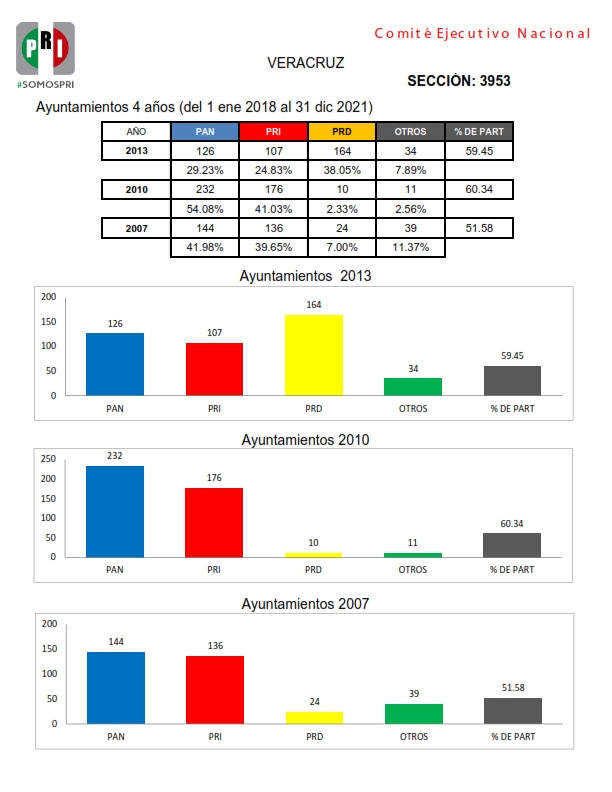 Comité Ejecutivo Nacional
PRI
#SOMOSPRI
VERACRUZ
SECCIÓN: 3953
Ayuntamientos 4 años (del 1 ene 2018 al 31 dic 2021)
AÑO PAN PRI PRD OTROS % DE PART
2013 126 107 164 34 59.45
29.23% 24.83% 38.05% 7.89%
2010 232 176 10 11 60.34
54.08% 41.03% 2.33% 2.56%
2007 144 136 24 39 51.58
41.98% 39.65% 7.00% 11.37%
Ayuntamientos 2013
200
150
100
50
0
126 107 164 34 59.45
PAN PRI PRD OTROS % DE PART
Ayuntamientos 2010
250
200
150
100
50
0
232 176 10 11 60.34
PAN PRI PRD OTROS % DE PART
Ayuntamientos 2007
200
150
100
50
0
144 136 24 39 51.58
PAN PRI PRD OTROS % DE PART